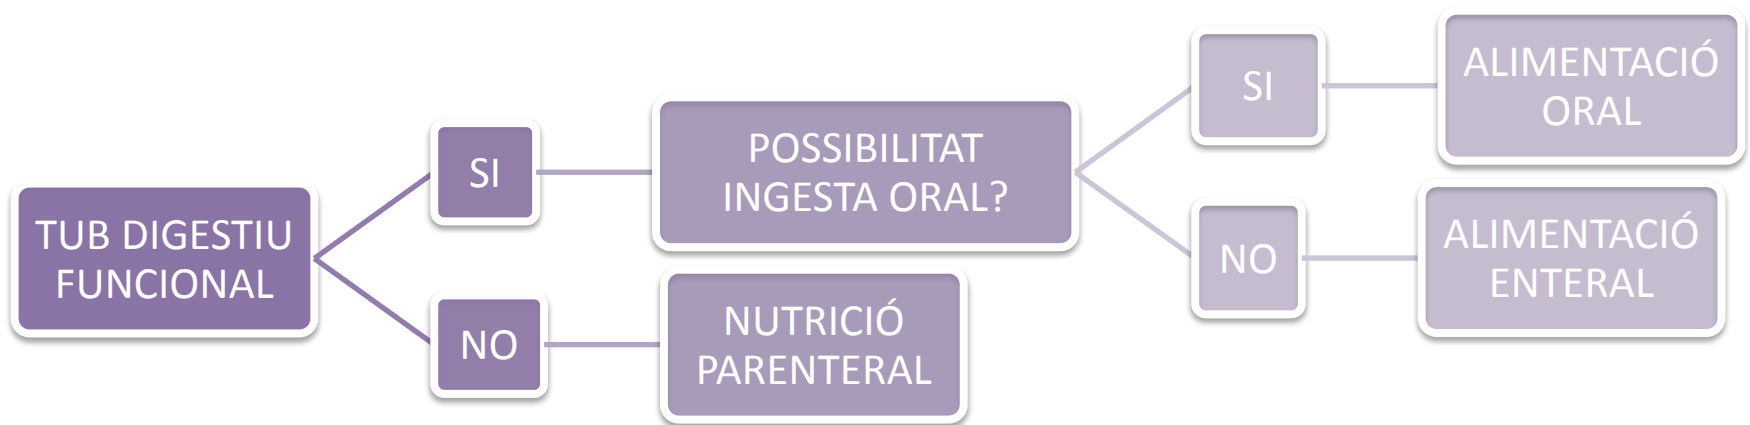 TUB DIGESTIU
FUNCIONAL
SI
POSSIBILITAT
INGESTA ORAL?
SI
ALIMENTACIÓ
ORAL
NO
ALIMENTACIÓ
ENTERAL
NO
NUTRICIÓ
PARENTERAL